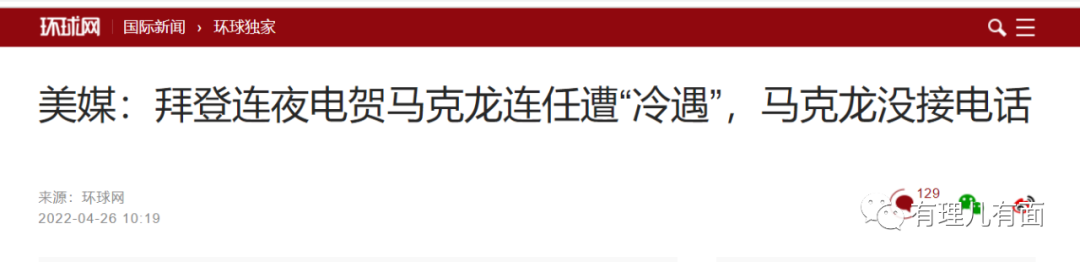 环球网 国际新闻 › 环球独家
美媒：拜登连夜电贺马克龙连任遭“冷遇”，马克龙没接电话
来源：环球网
129
2022-04-26 10:19
有理儿有面